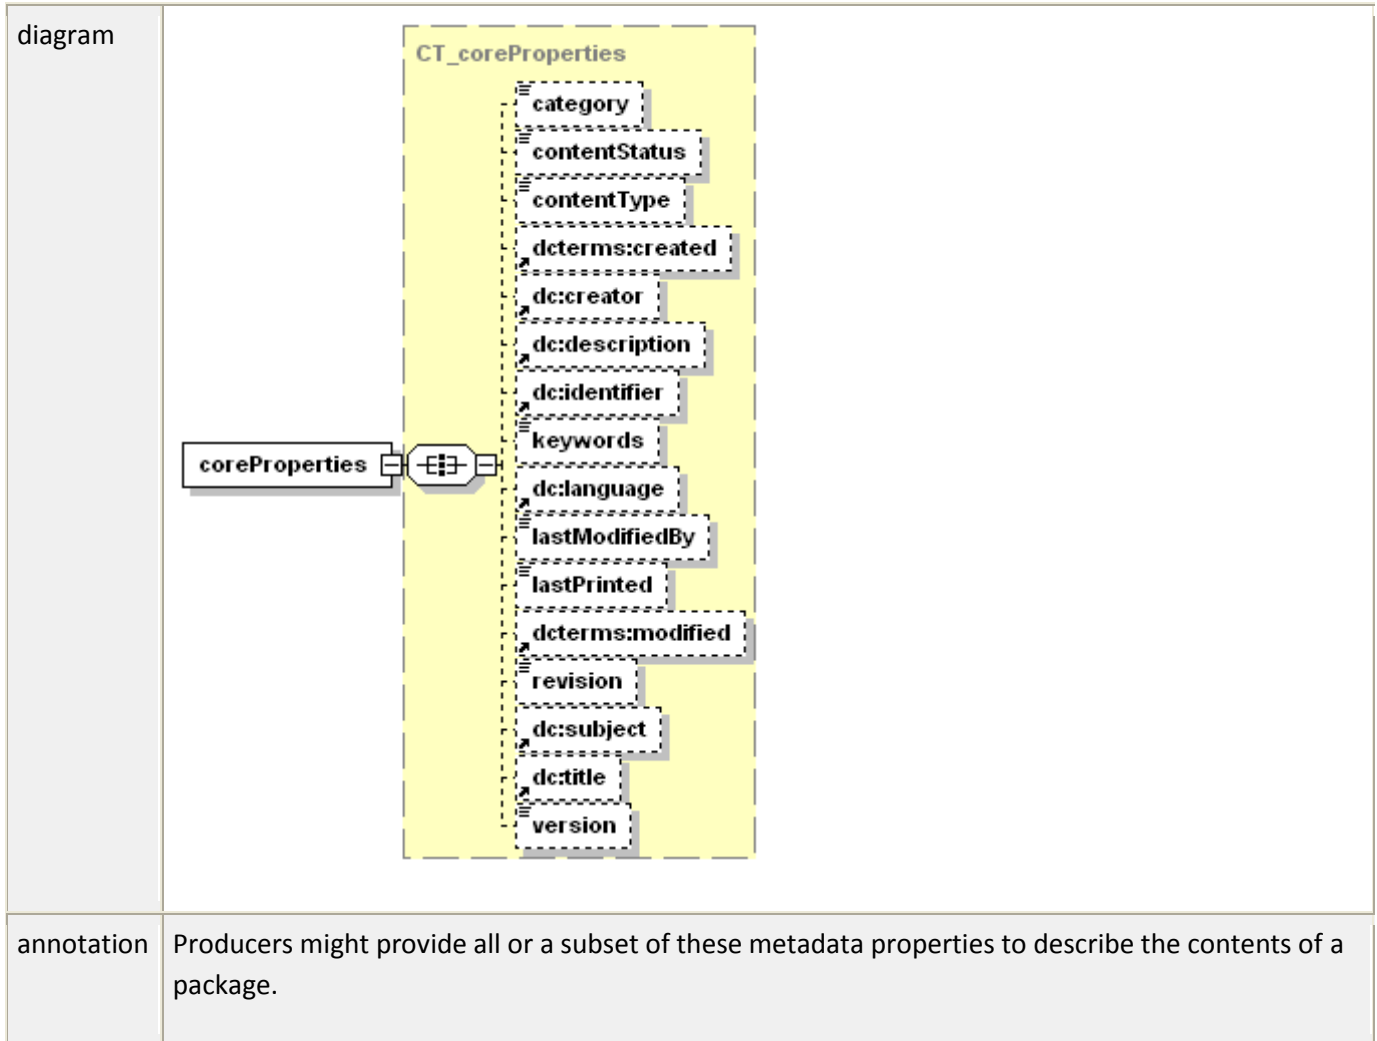 diagram
CT_coreProperties
category
contentStatus
contentType
dcterms:created
dc:creator
dc:description
dc:identifier
keywords
coreProperties
dc:language
lastModifiedBy
lastPrinted
dcterms:modified
revision
dc:subject
dc:title
version
annotation
Producers might provide all or a subset of these metadata properties to describe the contents of a
package.